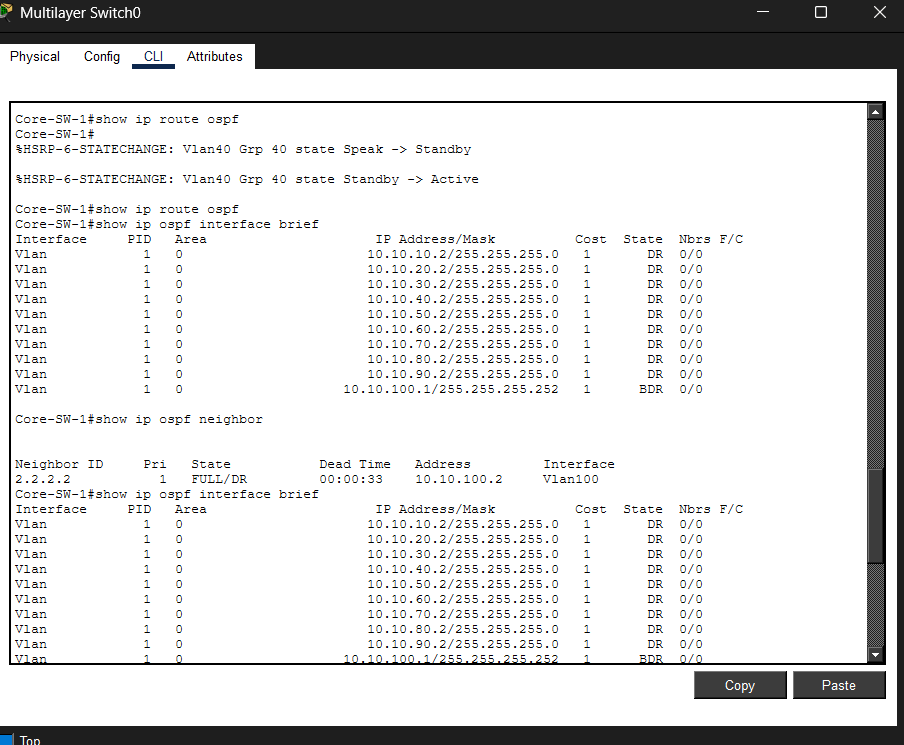 Multilayer Switch0
Physical Config CLI Attributes
Core-SW-1#show ip route ospf
Core-SW-1#
%HSRP-6-STATECHANGE: Vlan40 Grp 40 state Speak -> Standby
%HSRP-6-STATECHANGE: Vlan40 Grp 40 state Standby -> Active
Core-SW-1#show ip route ospf
Core-SW-1#show ip ospf interface brief
Interface PID Area IP Address/Mask Cost State Nbrs F/C
Vlan 1 0 10.10.10.2/255.255.255.0 1 DR 0/0
Vlan 1 0 10.10.20.2/255.255.255.0 1 DR 0/0
Vlan 1 0 10.10.30.2/255.255.255.0 1 DR 0/0
Vlan 1 0 10.10.40.2/255.255.255.0 1 DR 0/0
Vlan 1 0 10.10.50.2/255.255.255.0 1 DR 0/0
Vlan 1 0 10.10.60.2/255.255.255.0 1 DR 0/0
Vlan 1 0 10.10.70.2/255.255.255.0 1 DR 0/0
Vlan 1 0 10.10.80.2/255.255.255.0 1 DR 0/0
Vlan 1 0 10.10.90.2/255.255.255.0 1 DR 0/0
Vlan 1 0 10.10.100.1/255.255.255.252 1 BDR 0/0
Core-SW-1#show ip ospf neighbor
Neighbor ID Pri State Dead Time Address Interface
2.2.2.2 1 FULL/DR 00:00:33 10.10.100.2 Vlan100
Core-SW-1#show ip ospf interface brief
Interface PID Area IP Address/Mask Cost State Nbrs F/C
Vlan 1 0 10.10.10.2/255.255.255.0 1 DR 0/0
Vlan 1 0 10.10.20.2/255.255.255.0 1 DR 0/0
Vlan 1 0 10.10.30.2/255.255.255.0 1 DR 0/0
Vlan 1 0 10.10.40.2/255.255.255.0 1 DR 0/0
Vlan 1 0 10.10.50.2/255.255.255.0 1 DR 0/0
Vlan 1 0 10.10.60.2/255.255.255.0 1 DR 0/0
Vlan 1 0 10.10.70.2/255.255.255.0 1 DR 0/0
Vlan 1 0 10.10.80.2/255.255.255.0 1 DR 0/0
Vlan 1 0 10.10.90.2/255.255.255.0 1 DR 0/0
Vlan 1 0 10.10.100.1/255.255.255.252 1 BDR 0/0
Copy Paste
Top